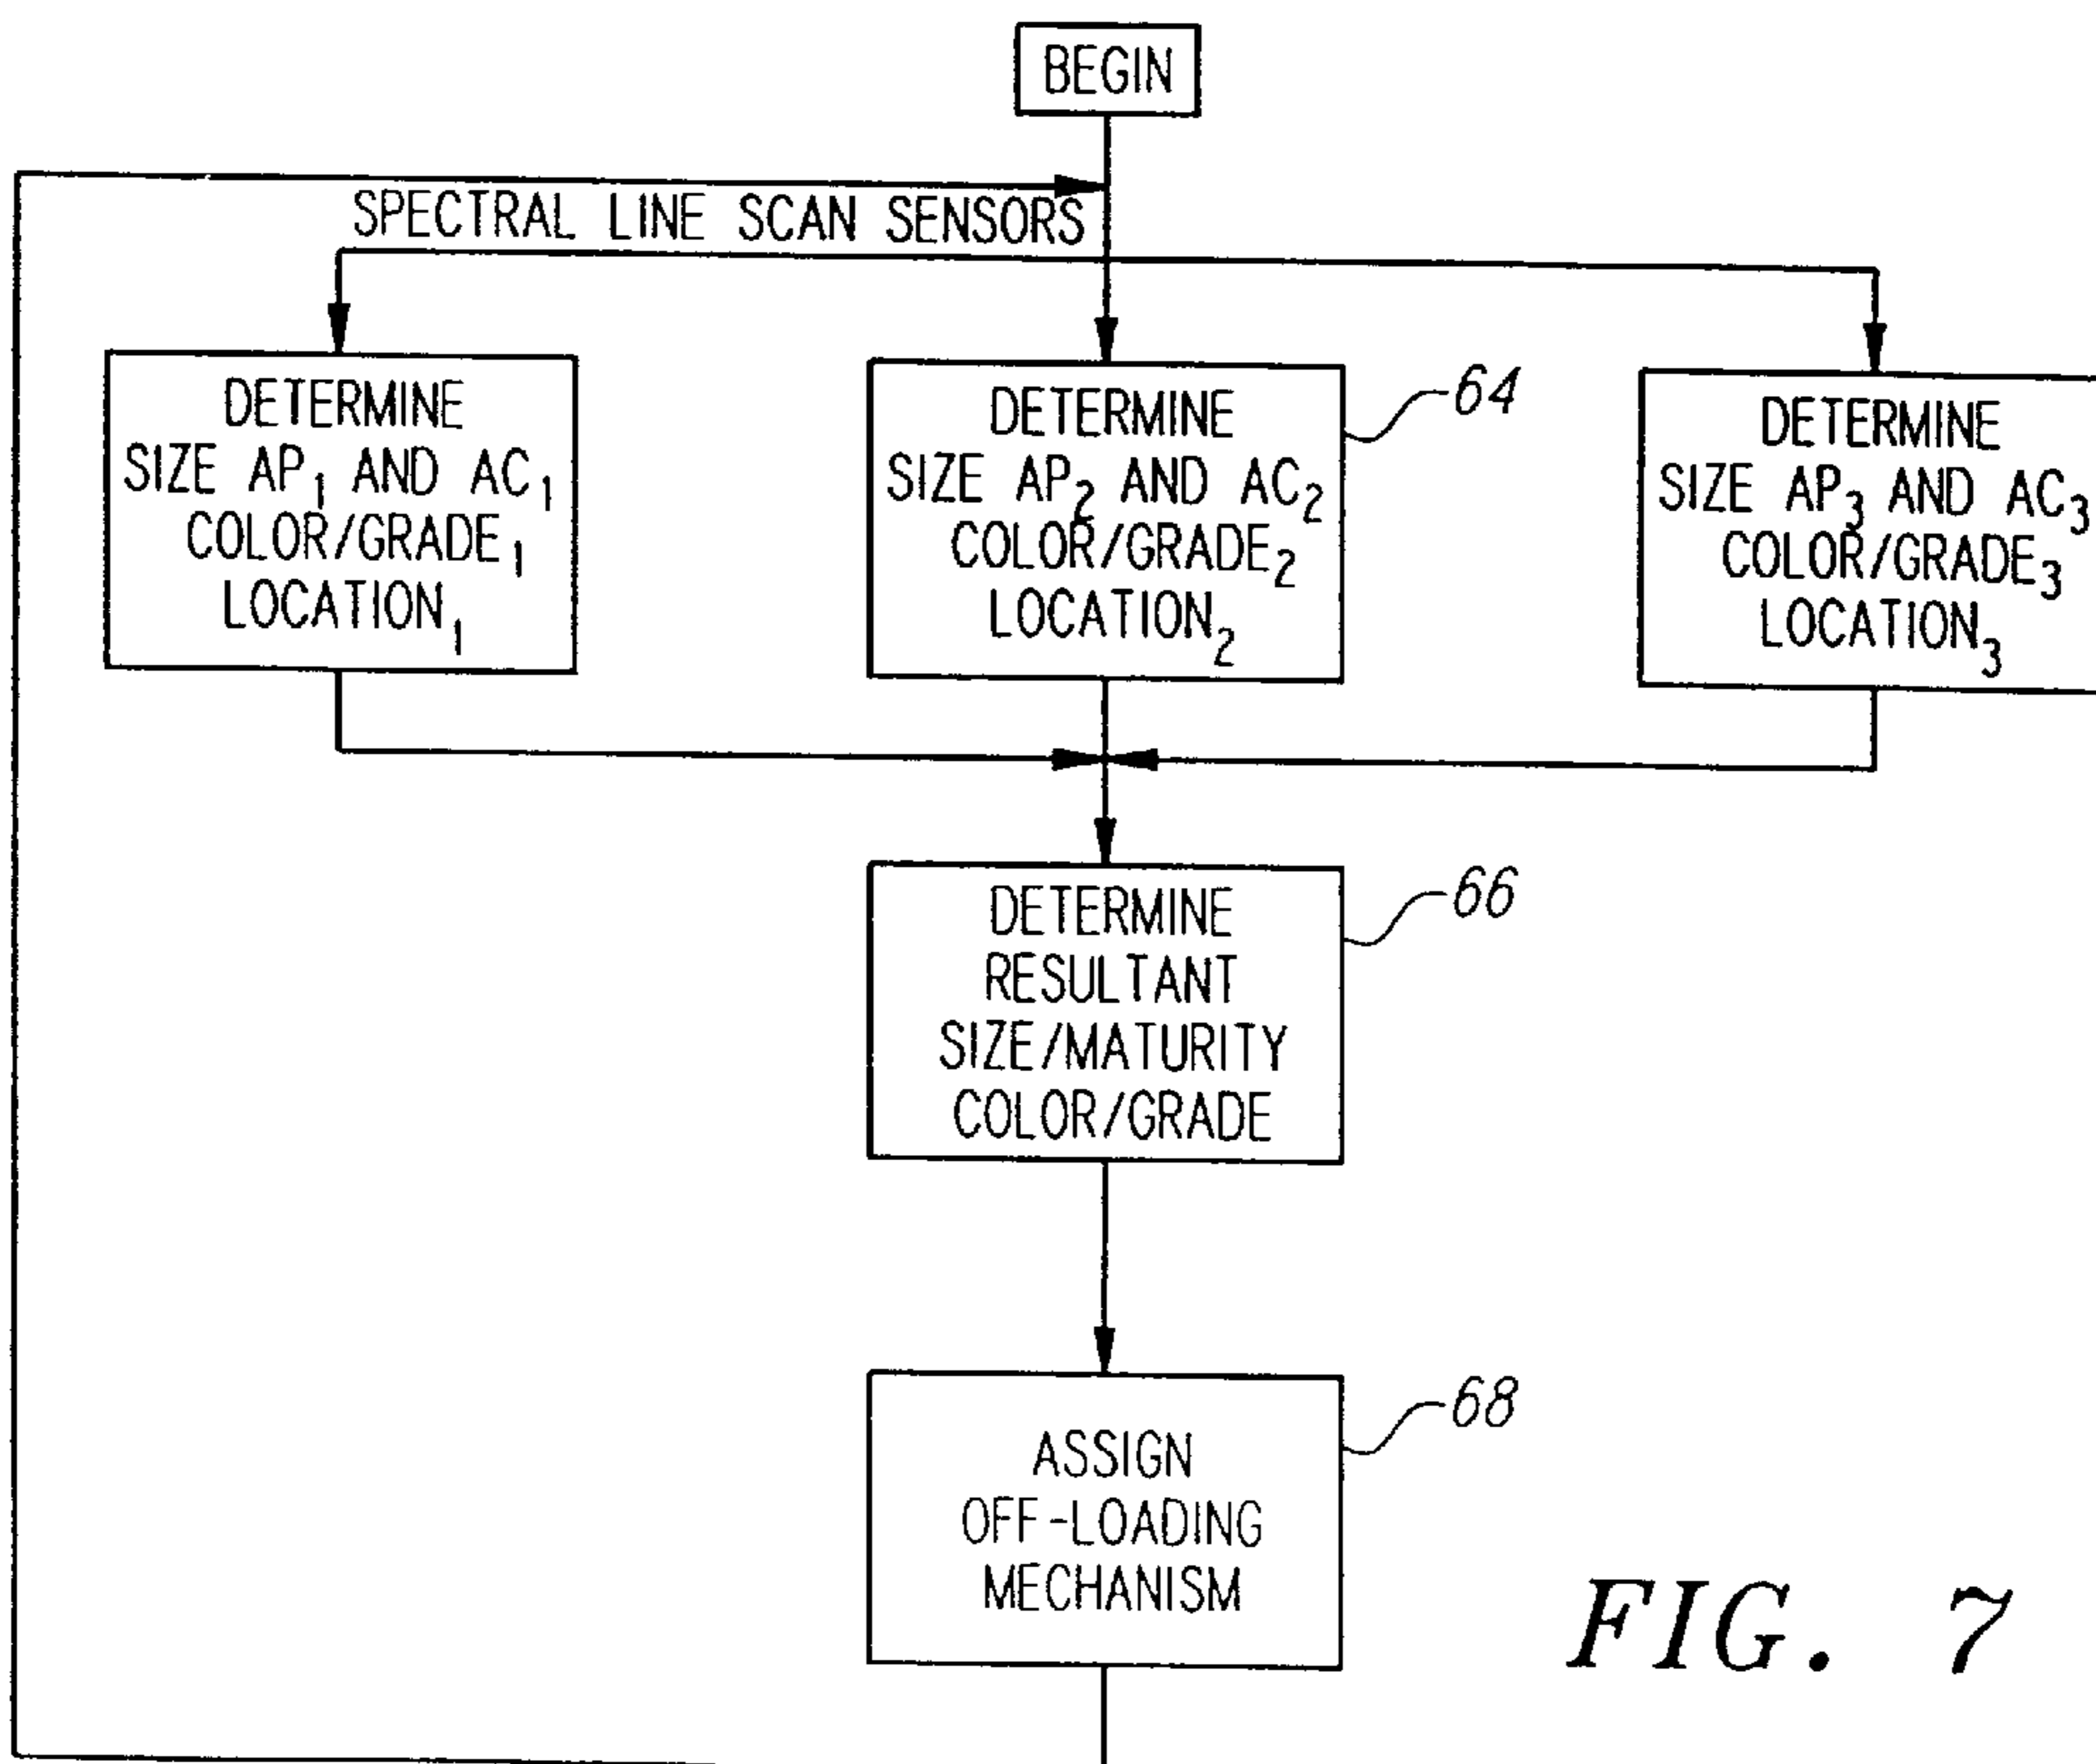 BEGIN
SPECTRAL LINE SCAN SENSORS
DETERMINE
SIZE AP₁ AND AC₁
COLOR/GRADE₁
LOCATION₁
DETERMINE
SIZE AP₂ AND AC₂
COLOR/GRADE₂
LOCATION₂
64
DETERMINE
SIZE AP₃ AND AC₃
COLOR/GRADE₃
LOCATION₃
DETERMINE
RESULTANT
SIZE/MATURITY
COLOR/GRADE
66
ASSIGN
OFF-LOADING
MECHANISM
68
FIG. 7